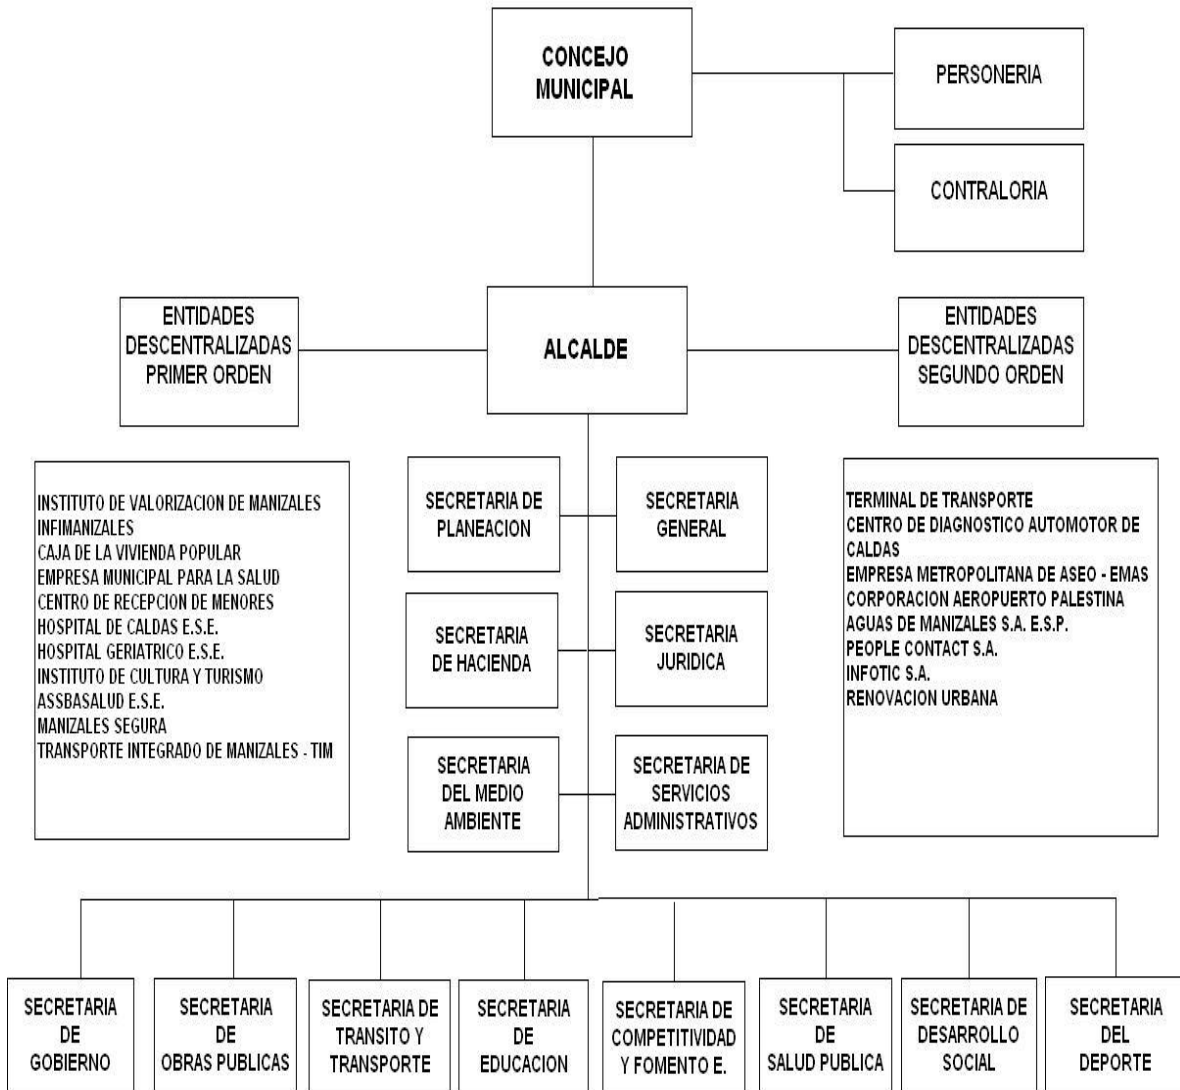 CONCEJO
MUNICIPAL
PERSONERIA
CONTRALORIA
ENTIDADES
DESCENTRALIZADAS
PRIMER ORDEN
ALCALDE
ENTIDADES
DESCENTRALIZADAS
SEGUNDO ORDEN
INSTITUTO DE VALORIZACION DE MANIZALES
INFIMANIZALES
CAJA DE LA VIVIENDA POPULAR
EMPRESA MUNICIPAL PARA LA SALUD
CENTRO DE RECEPCION DE MENORES
HOSPITAL DE CALDAS E.S.E.
HOSPITAL GERIATRICO E.S.E.
INSTITUTO DE CULTURA Y TURISMO
ASSBASALUD E.S.E.
MANIZALES SEGURA
TRANSPORTE INTEGRADO DE MANIZALES - TIM
SECRETARIA DE
PLANEACION
SECRETARIA
GENERAL
SECRETARIA
DE HACIENDA
SECRETARIA
JURIDICA
SECRETARIA
DEL MEDIO
AMBIENTE
SECRETARIA DE
SERVICIOS
ADMINISTRATIVOS
TERMINAL DE TRANSPORTE
CENTRO DE DIAGNOSTICO AUTOMOTOR DE
CALDAS
EMPRESA METROPOLITANA DE ASEO - EMAS
CORPORACION AEROPUERTO PALESTINA
AGUAS DE MANIZALES S.A. E.S.P.
PEOPLE CONTACT S.A.
INFOTIC S.A.
RENOVACION URBANA
SECRETARIA
DE
GOBIERNO
SECRETARIA
DE
OBRAS PUBLICAS
SECRETARIA DE
TRANSITO Y
TRANSPORTE
SECRETARIA
DE
EDUCACION
SECRETARIA DE
COMPETITIVIDAD
Y FOMENTO E.
SECRETARIA
DE
SALUD PUBLICA
SECRETARIA DE
DESARROLLO
SOCIAL
SECRETARIA
DEL
DEPORTE